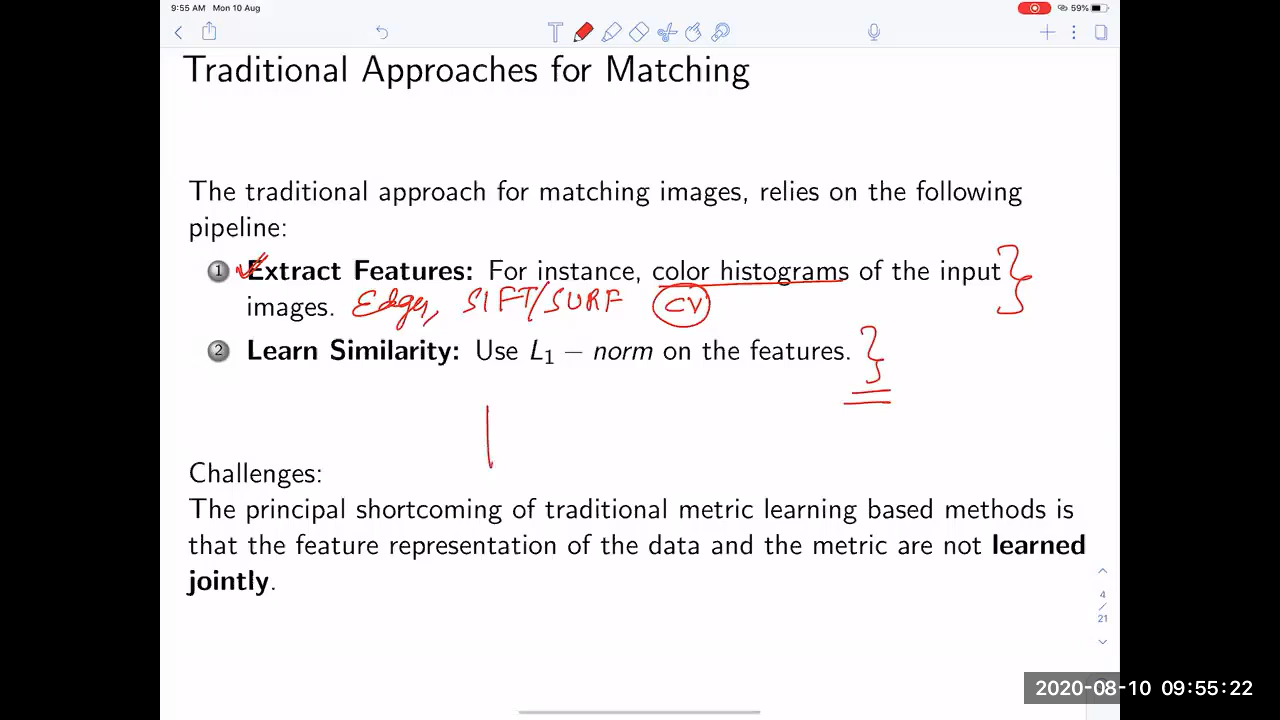 9:55 AM Mon 10 Aug
59%
Traditional Approaches for Matching
The traditional approach for matching images, relies on the following
pipeline:
1 Extract Features: For instance, color histograms of the input
images. Edges, SIFT/SURF CV
2 Learn Similarity: Use L₁ − norm on the features.
Challenges:
The principal shortcoming of traditional metric learning based methods is
that the feature representation of the data and the metric are not learned
jointly.
4
/
21
2020-08-10 09:55:22